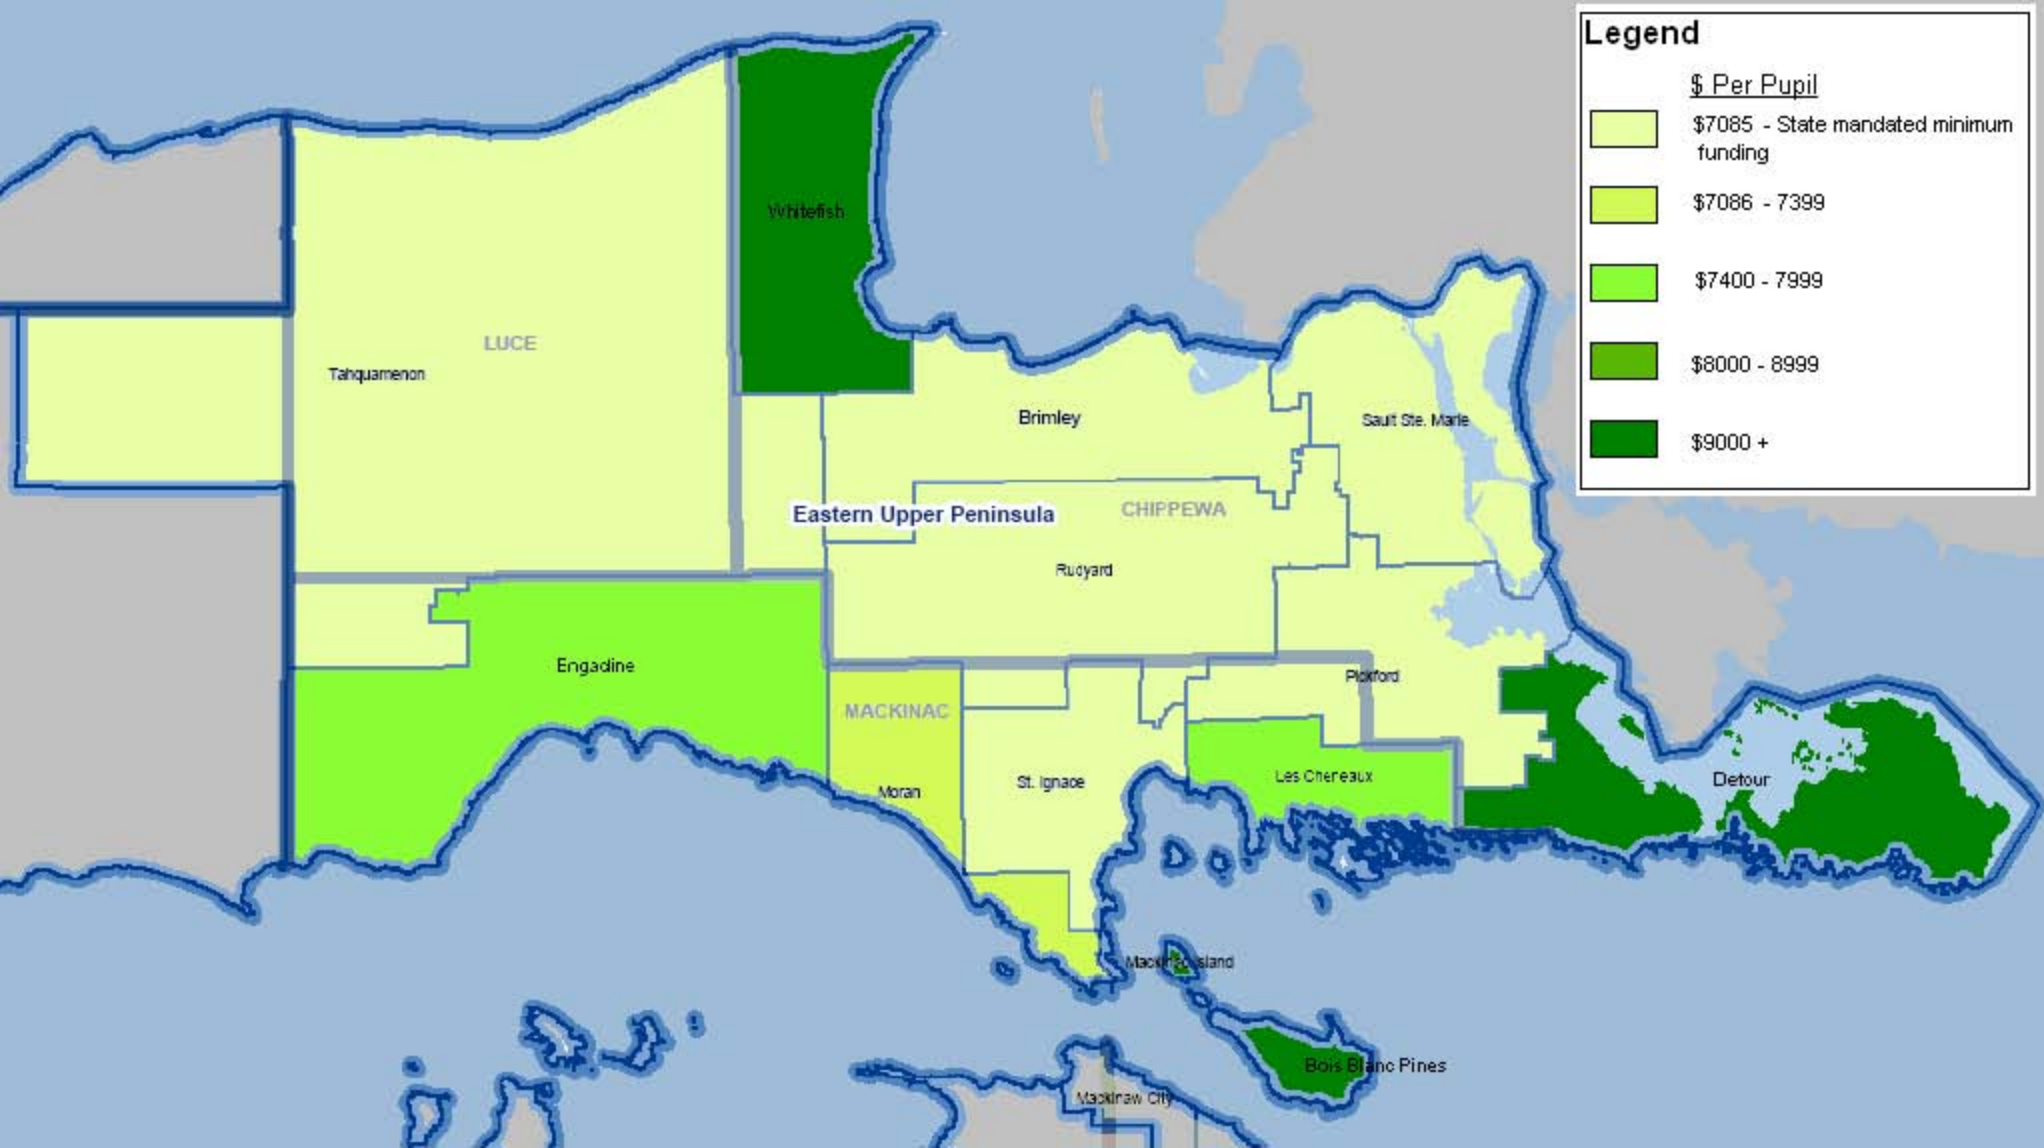 Legend
$ Per Pupil
$7085 - State mandated minimum
funding
$7086 - 7399
$7400 - 7999
$8000 - 8999
$9000 +
Whitefish
LUCE
Tahquamenon
Brimley
Sault Ste. Marie
Eastern Upper Peninsula
CHIPPEWA
Rudyard
Engadine
Pickford
MACKINAC
Moran
St. Ignace
Les Cheneaux
Detour
Mackinac Island
Bois Blanc Pines
Mackinaw City